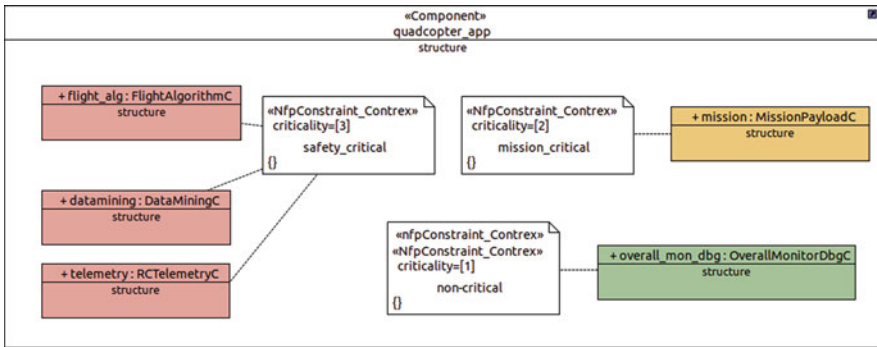 «Component»
quadcopter_app
structure
+ flight_alg : FlightAlgorithmC
structure
«NfpConstraint_Contrex»
criticality=[3]
safety_critical
{}
«NfpConstraint_Contrex»
criticality=[2]
mission_critical
{}
+ mission : MissionPayloadC
structure
+ datamining : DataMiningC
structure
+ telemetry: RCTelemetryC
structure
«nfpConstraint_Contrex»
«NfpConstraint_Contrex»
criticality=[1]
non-critical
{}
+ overall_mon_dbg : OverallMonitorDbgC
structure